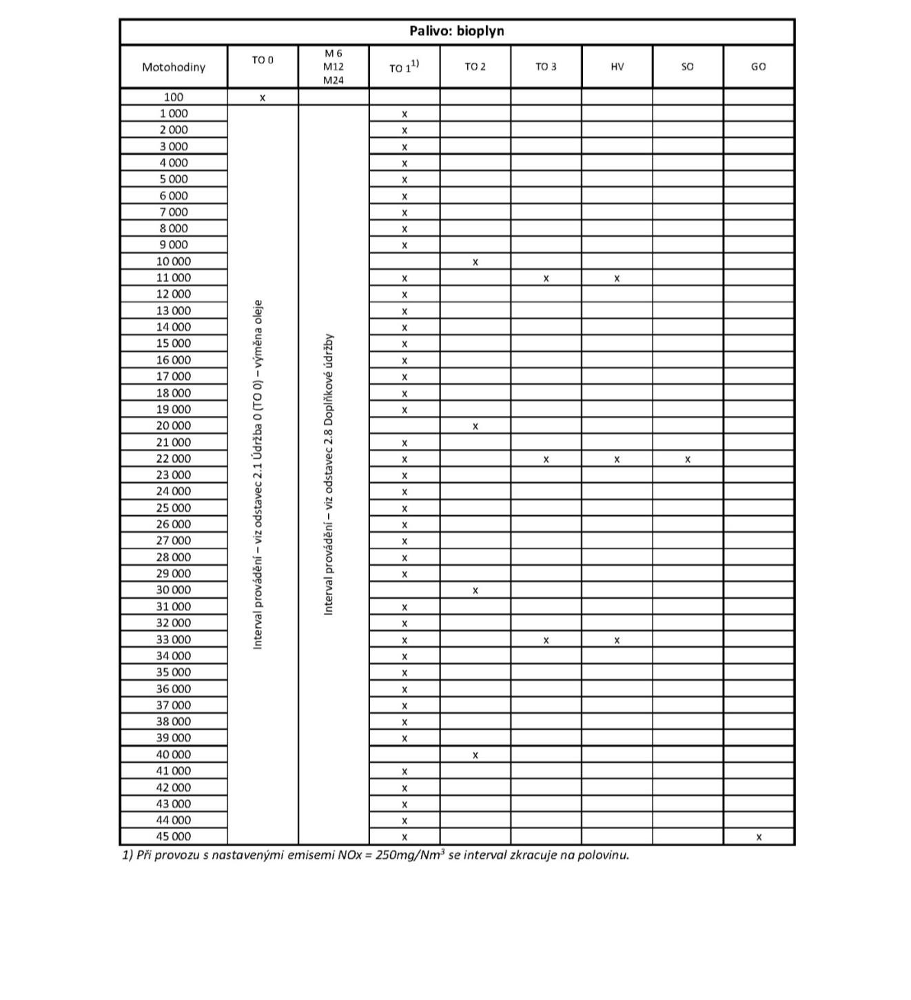 Palivo: bioplyn
Motohodiny TO 0 M 6 M12 M24 TO 1¹⁾ TO 2 TO 3 HV SO GO
100 x
1 000 x
2 000 x
3 000 x
4 000 x
5 000 x
6 000 x
7 000 x
8 000 x
9 000 x
10 000 x
11 000 x x x
12 000 x
13 000 x
14 000 x
15 000 x
16 000 x
17 000 x
18 000 x
19 000 x
20 000 x
21 000 x
22 000 x x x x
23 000 x
24 000 x
25 000 x
26 000 x
27 000 x
28 000 x
29 000 x
30 000 x
31 000 x
32 000 x
33 000 x x x
34 000 x
35 000 x
36 000 x
37 000 x
38 000 x
39 000 x
40 000 x
41 000 x
42 000 x
43 000 x
44 000 x
45 000 x x
Interval provádění – viz odstavec 2.1 Údržba 0 (TO 0) – výměna oleje
Interval provádění – viz odstavec 2.8 Doplňkové údržby
1) Při provozu s nastavenými emisemi NOx = 250mg/Nm³ se interval zkracuje na polovinu.